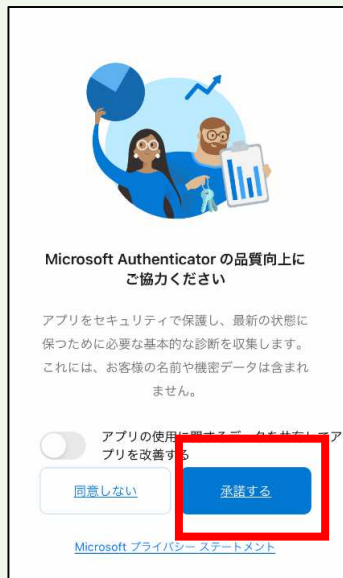 Microsoft Authenticator の品質向上に
ご協力ください
アプリをセキュリティで保護し、最新の状態に
保つために必要な基本的な診断を収集します。
これには、お客様の名前や機密データは含まれ
ません。
アプリの使用に関するデータを共有してア
プリを改善する
同意しない
承諾する
Microsoft プライバシー ステートメント